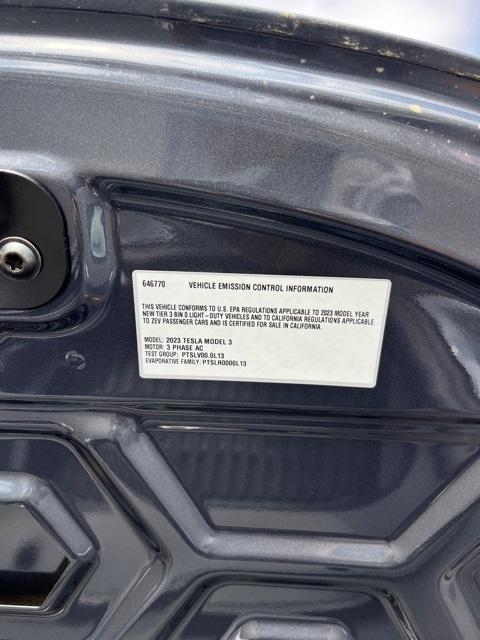 646770 VEHICLE EMISSION CONTROL INFORMATION
THIS VEHICLE CONFORMS TO U.S. EPA REGULATIONS APPLICABLE TO 2023 MODEL YEAR
NEW TIER 3 BIN 0 LIGHT-DUTY VEHICLES AND TO CALIFORNIA REGULATIONS APPLICABLE
TO ZEV PASSENGER CARS AND IS CERTIFIED FOR SALE IN CALIFORNIA.
MODEL: 2023 TESLA MODEL 3
MOTOR: 3 PHASE AC
TEST GROUP: PTSLV00.0L13
EVAPORATIVE FAMILY: PTSLR0000L13